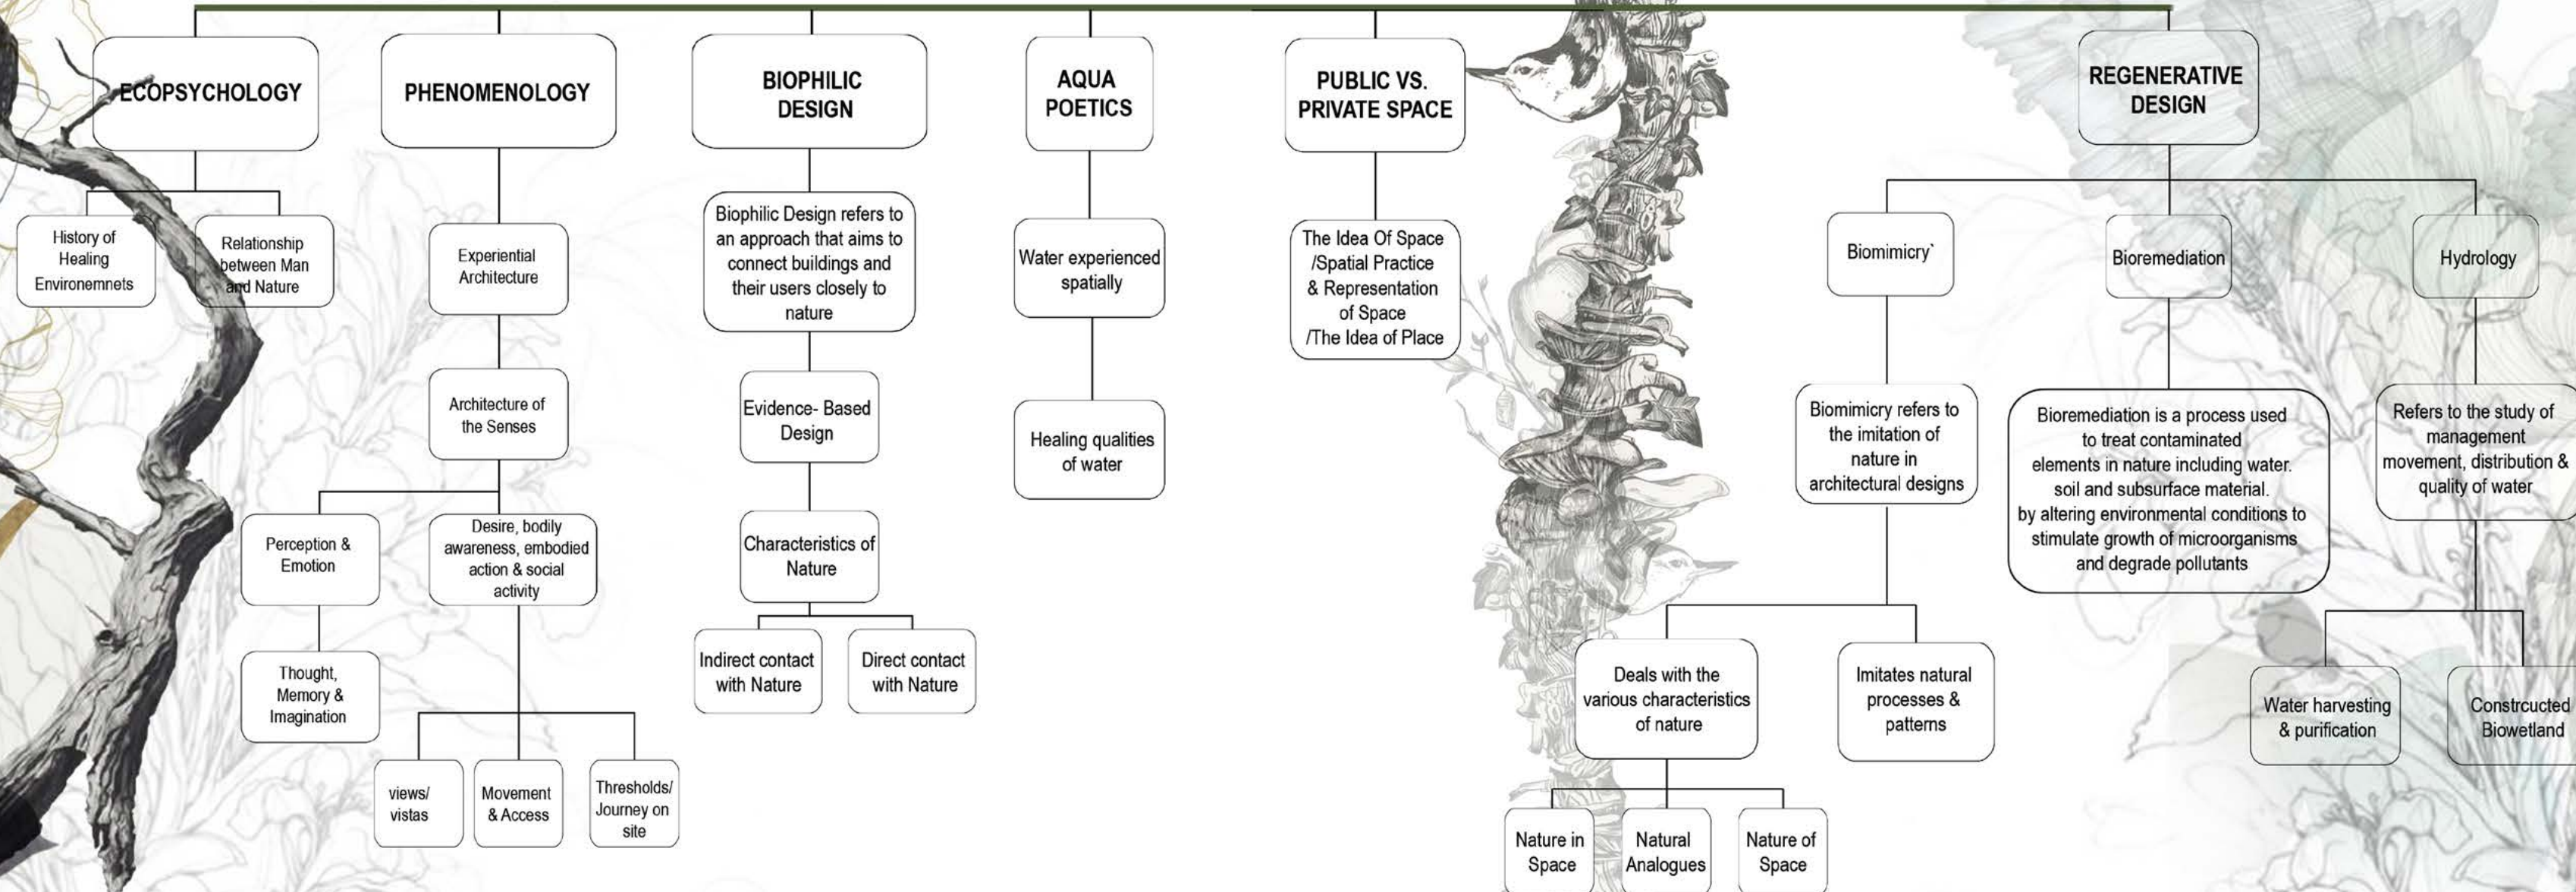 ECOPSYCHOLOGY
History of
Healing
Environemnets
Relationship
between Man
and Nature
PHENOMENOLOGY
Experiential
Architecture
Architecture of
the Senses
Perception &
Emotion
Thought,
Memory &
Imagination
Desire, bodily
awareness, embodied
action & social
activity
views/
vistas
Movement
& Access
Thresholds/
Journey on
site
BIOPHILIC
DESIGN
Biophilic Design refers to
an approach that aims to
connect buildings and
their users closely to
nature
Evidence- Based
Design
Characteristics of
Nature
Indirect contact
with Nature
Direct contact
with Nature
AQUA
POETICS
Water experienced
spatially
Healing qualities
of water
PUBLIC VS.
PRIVATE SPACE
The Idea Of Space
/Spatial Practice
& Representation
of Space
/The Idea of Place
REGENERATIVE
DESIGN
Biomimicry`
Biomimicry refers to
the imitation of
nature in
architectural designs
Deals with the
various characteristics
of nature
Nature in
Space
Natural
Analogues
Nature of
Space
Imitates natural
processes &
patterns
Bioremediation
Bioremediation is a process used
to treat contaminated
elements in nature including water.
soil and subsurface material.
by altering environmental conditions to
stimulate growth of microorganisms
and degrade pollutants
Hydrology
Refers to the study of
management
movement, distribution &
quality of water
Water harvesting
& purification
Constrcucted
Biowetland